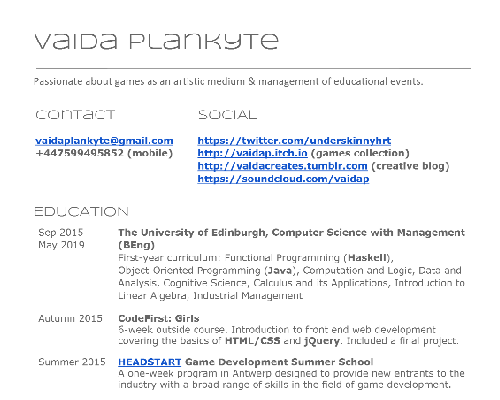 Vaida Plankyte
Passionate about games as an artistic medium & management of educational events.
Contact
Social
vaidaplankyte@gmail.com
+447599495852 (mobile)
https://twitter.com/underskinnyhrt
http://vaidap.itch.io (games collection)
http://vaidacreates.tumblr.com (creative blog)
https://soundcloud.com/vaidap
Education
Sep 2015 The University of Edinburgh, Computer Science with Management
May 2019 (BEng)
First-year curriculum: Functional Programming (Haskell),
Object-Oriented Programming (Java), Computation and Logic, Data and
Analysis, Cognitive Science, Calculus and its Applications, Introduction to
Linear Algebra, Industrial Management
Autumn 2015 CodeFirst: Girls
6-week outside course. Introduction to front end web development
covering the basics of HTML/CSS and jQuery. Included a final project.
Summer 2015 HEADSTART Game Development Summer School
A one-week program in Antwerp designed to provide new entrants to the
industry with a broad range of skills in the field of game development.